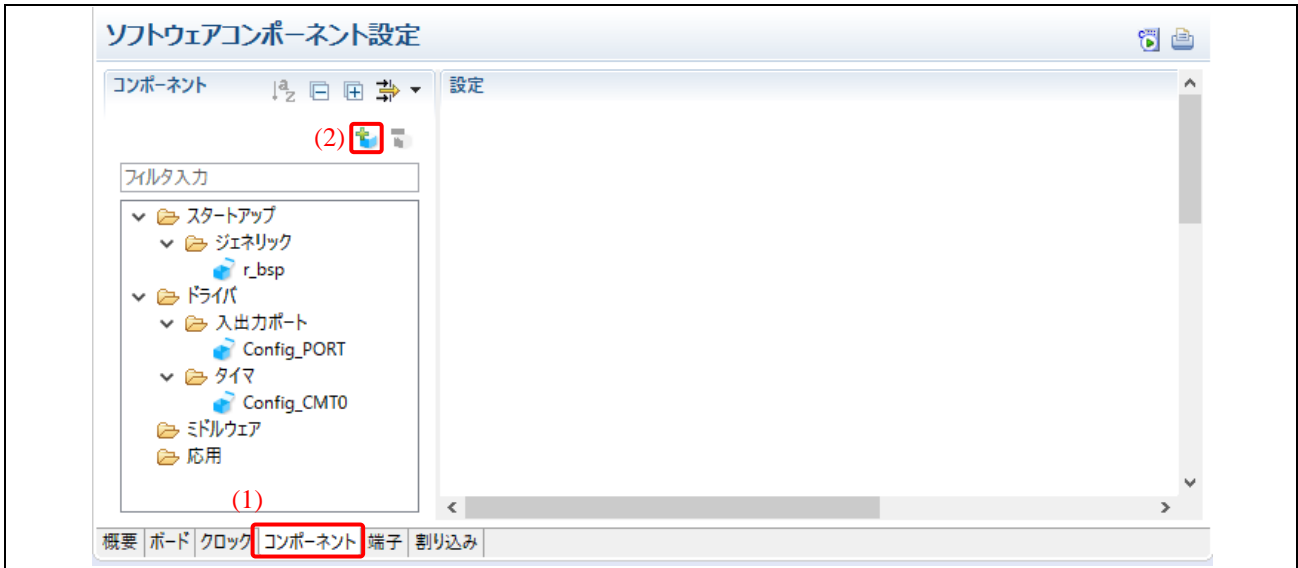 ソフトウェアコンポーネント設定
コンポーネント
設定
(2)
フィルタ入力
スタートアップ
ジェネリック
r_bsp
ドライバ
入出力ポート
Config_PORT
タイマ
Config_CMT0
ミドルウェア
応用
(1)
概要 ボード クロック コンポーネント 端子 割り込み